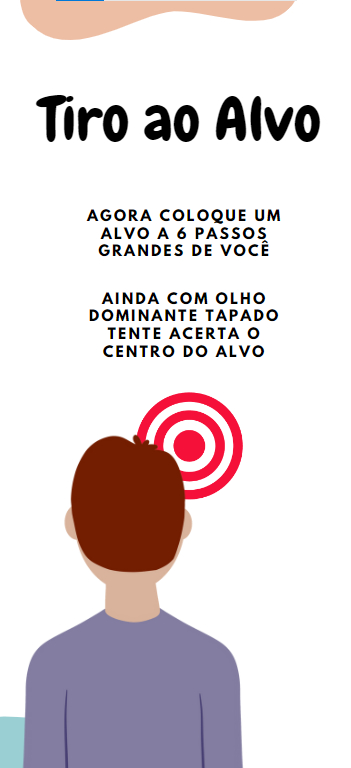 Tiro ao Alvo
AGORA COLOQUE UM
ALVO A 6 PASSOS
GRANDES DE VOCÊ
AINDA COM OLHO
DOMINANTE TAPADO
TENTE ACERTA O
CENTRO DO ALVO